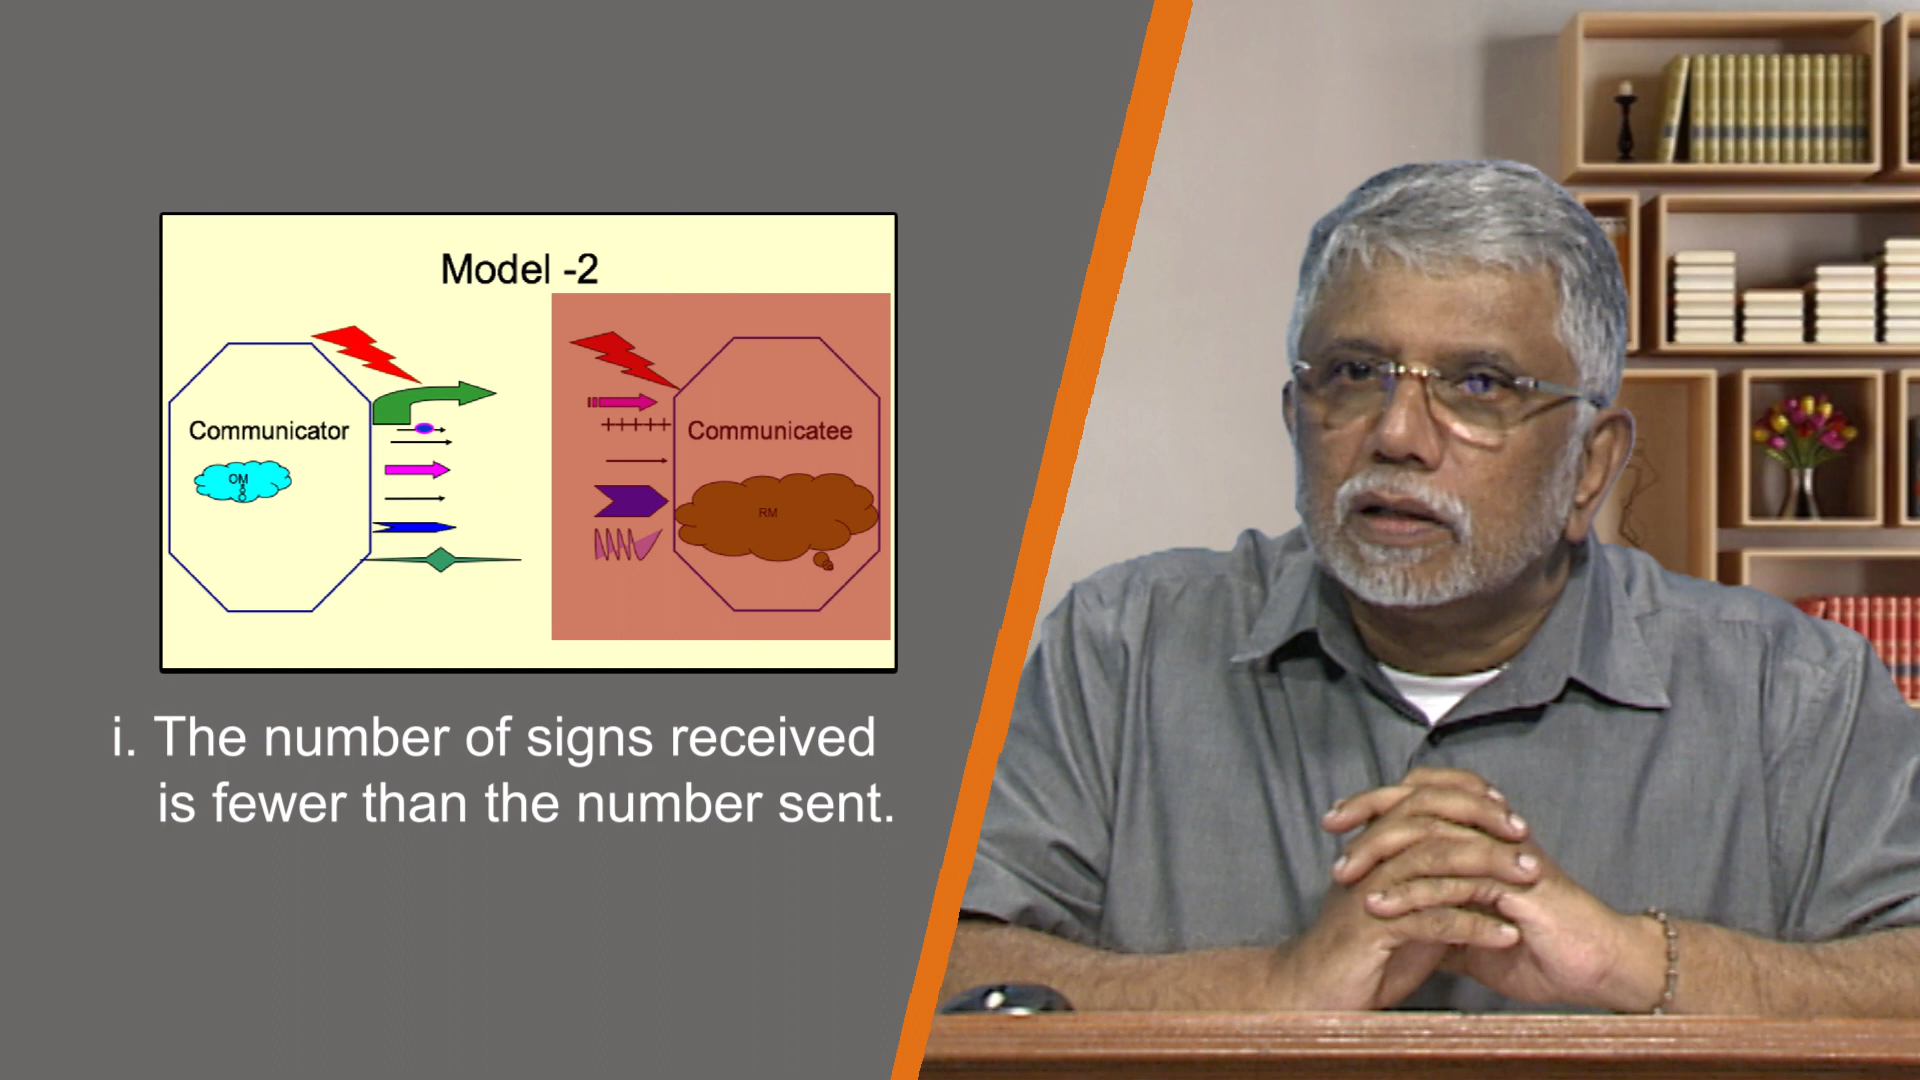 Model -2
Communicator
Communicatee
OM
RM
i. The number of signs received
is fewer than the number sent.